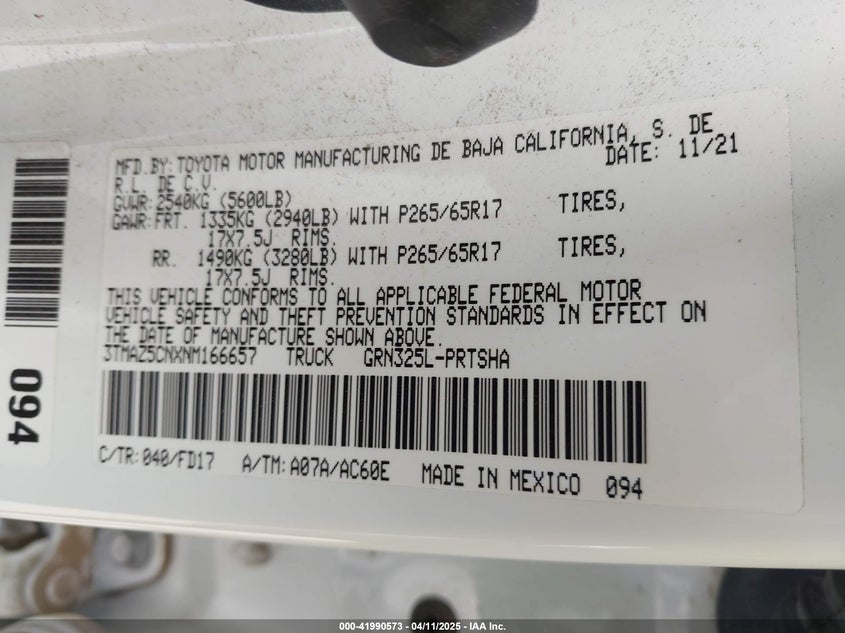 MFD.BY: TOYOTA MOTOR MANUFACTURING DE BAJA CALIFORNIA, S. DE
R.L. DE C.V. DATE: 11/21
GVWR: 2540KG (5600LB)
GAWR: FRT. 1335KG (2940LB) WITH P265/65R17 TIRES,
17X7.5J RIMS.
RR. 1490KG (3280LB) WITH P265/65R17 TIRES,
17X7.5J RIMS.
THIS VEHICLE CONFORMS TO ALL APPLICABLE FEDERAL MOTOR
VEHICLE SAFETY AND THEFT PREVENTION STANDARDS IN EFFECT ON
THE DATE OF MANUFACTURE SHOWN ABOVE.
3TMAZ5CNXNM166657 TRUCK GRN325L-PRTSHA
C/TR: 040/FD17 A/TM: A07A/AC60E MADE IN MEXICO 094
094
000-41990573 - 04/11/2025 - IAA Inc.